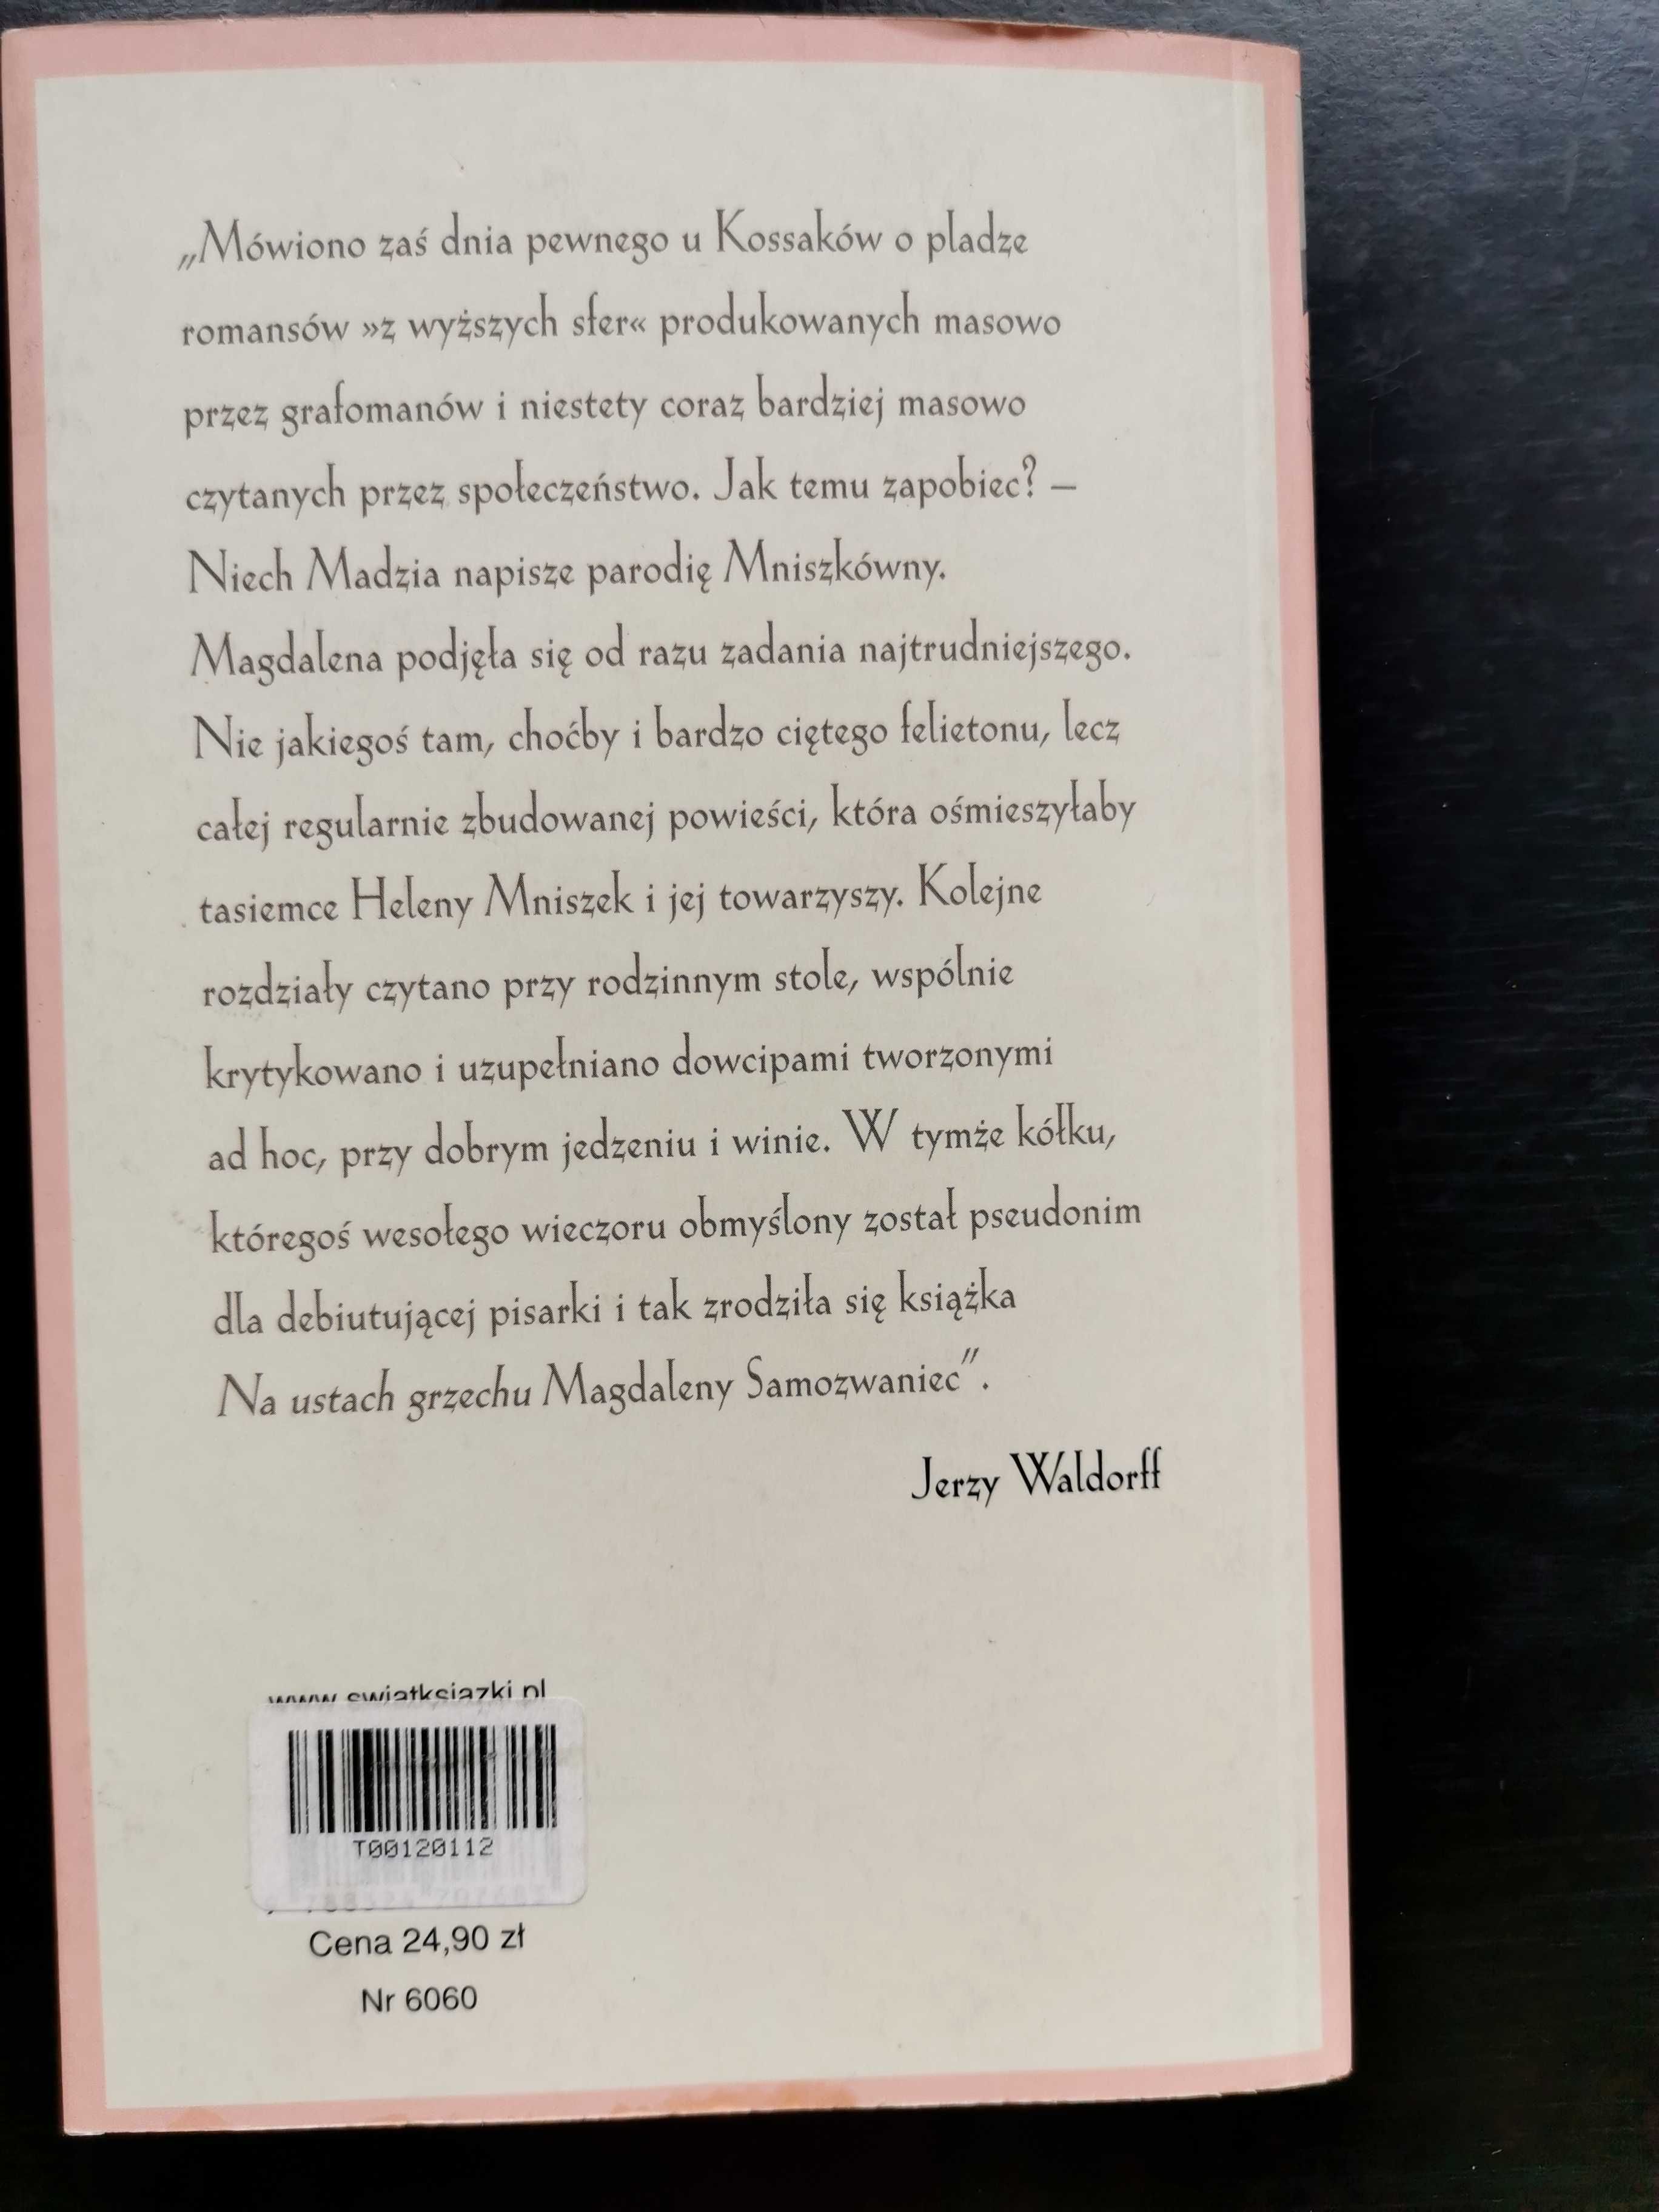 „Mówiono zaś dnia pewnego u Kossaków o pladze
romansów »z wyższych sfer« produkowanych masowo
przez grafomanów i niestety coraz bardziej masowo
czytanych przez społeczeństwo. Jak temu zapobiec? –
Niech Madzia napisze parodię Mniszkówny.
Magdalena podjęła się od razu zadania najtrudniejszego.
Nie jakiegoś tam, choćby i bardzo ciętego felietonu, lecz
całej regularnie zbudowanej powieści, która ośmieszyłaby
tasiemce Heleny Mniszek i jej towarzyszy. Kolejne
rozdziały czytano przy rodzinnym stole, wspólnie
krytykowano i uzupełniano dowcipami tworzonymi
ad hoc, przy dobrym jedzeniu i winie. W tymże kółku,
któregoś wesołego wieczoru obmyślony został pseudonim
dla debiutującej pisarki i tak zrodziła się książka
Na ustach grzechu Magdaleny Samozwaniec".
Jerzy Waldorff
www.swiatksiazki.pl
T00120112
Cena 24,90 zł
Nr 6060